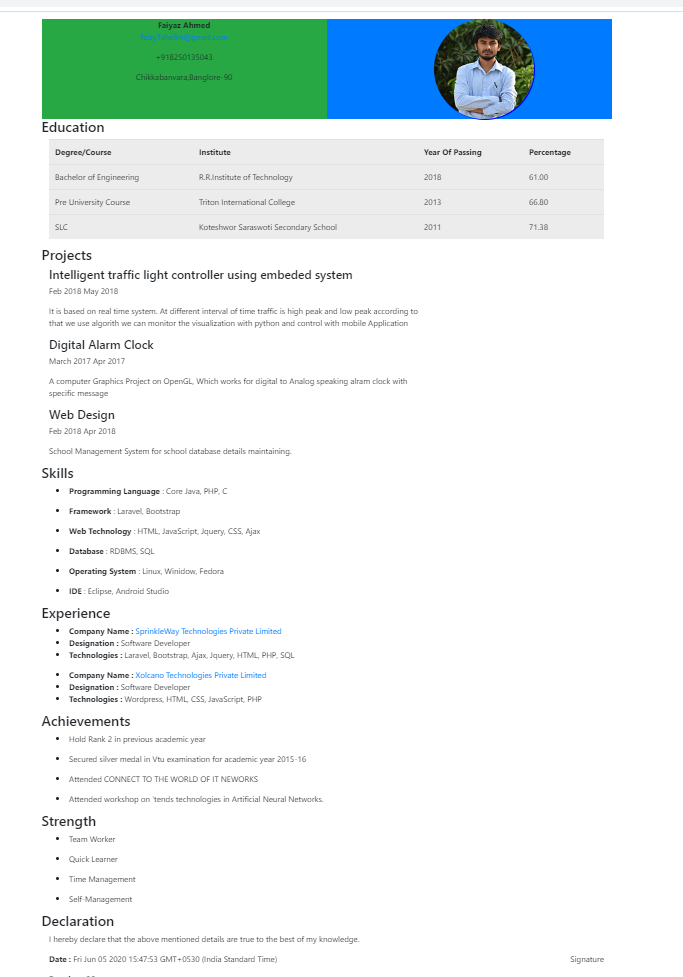 Faiyaz Ahmed
+918250135043
Chikkabanvara,Banglore-90
Education
Degree/Course Institute Year Of Passing Percentage
Bachelor of Engineering R.R.Institute of Technology 2018 61.00
Pre University Course Triton International College 2013 66.80
SLC Koteshwor Saraswoti Secondary School 2011 71.38
Projects
Intelligent traffic light controller using embeded system
Feb 2018 May 2018
It is based on real time system. At different interval of time traffic is high peak and low peak according to
that we use algorith we can monitor the visualization with python and control with mobile Application
Digital Alarm Clock
March 2017 Apr 2017
A computer Graphics Project on OpenGL, Which works for digital to Analog speaking alram clock with
specific message
Web Design
Feb 2018 Apr 2018
School Management System for school database details maintaining.
Skills
• Programming Language : Core Java, PHP, C
• Framework : Laravel, Bootstrap
• Web Technology : HTML, JavaScript, Jquery, CSS, Ajax
• Database : RDBMS, SQL
• Operating System : Linux, Winidow, Fedora
• IDE : Eclipse, Android Studio
Experience
• Company Name : SprinkleWay Technologies Private Limited
• Designation : Software Developer
• Technologies : Laravel, Bootstrap, Ajax, Jquery, HTML, PHP, SQL
• Company Name : Xolcano Technologies Private Limited
• Designation : Software Developer
• Technologies : Wordpress, HTML, CSS, JavaScript, PHP
Achievements
• Hold Rank 2 in previous academic year
• Secured silver medal in Vtu examination for academic year 2015-16
• Attended CONNECT TO THE WORLD OF IT NEWORKS
• Attended workshop on 'tends technologies in Artificial Neural Networks.
Strength
• Team Worker
• Quick Learner
• Time Management
• Self-Management
Declaration
I hereby declare that the above mentioned details are true to the best of my knowledge.
Date : Fri Jun 05 2020 15:47:53 GMT+0530 (India Standard Time) Signature